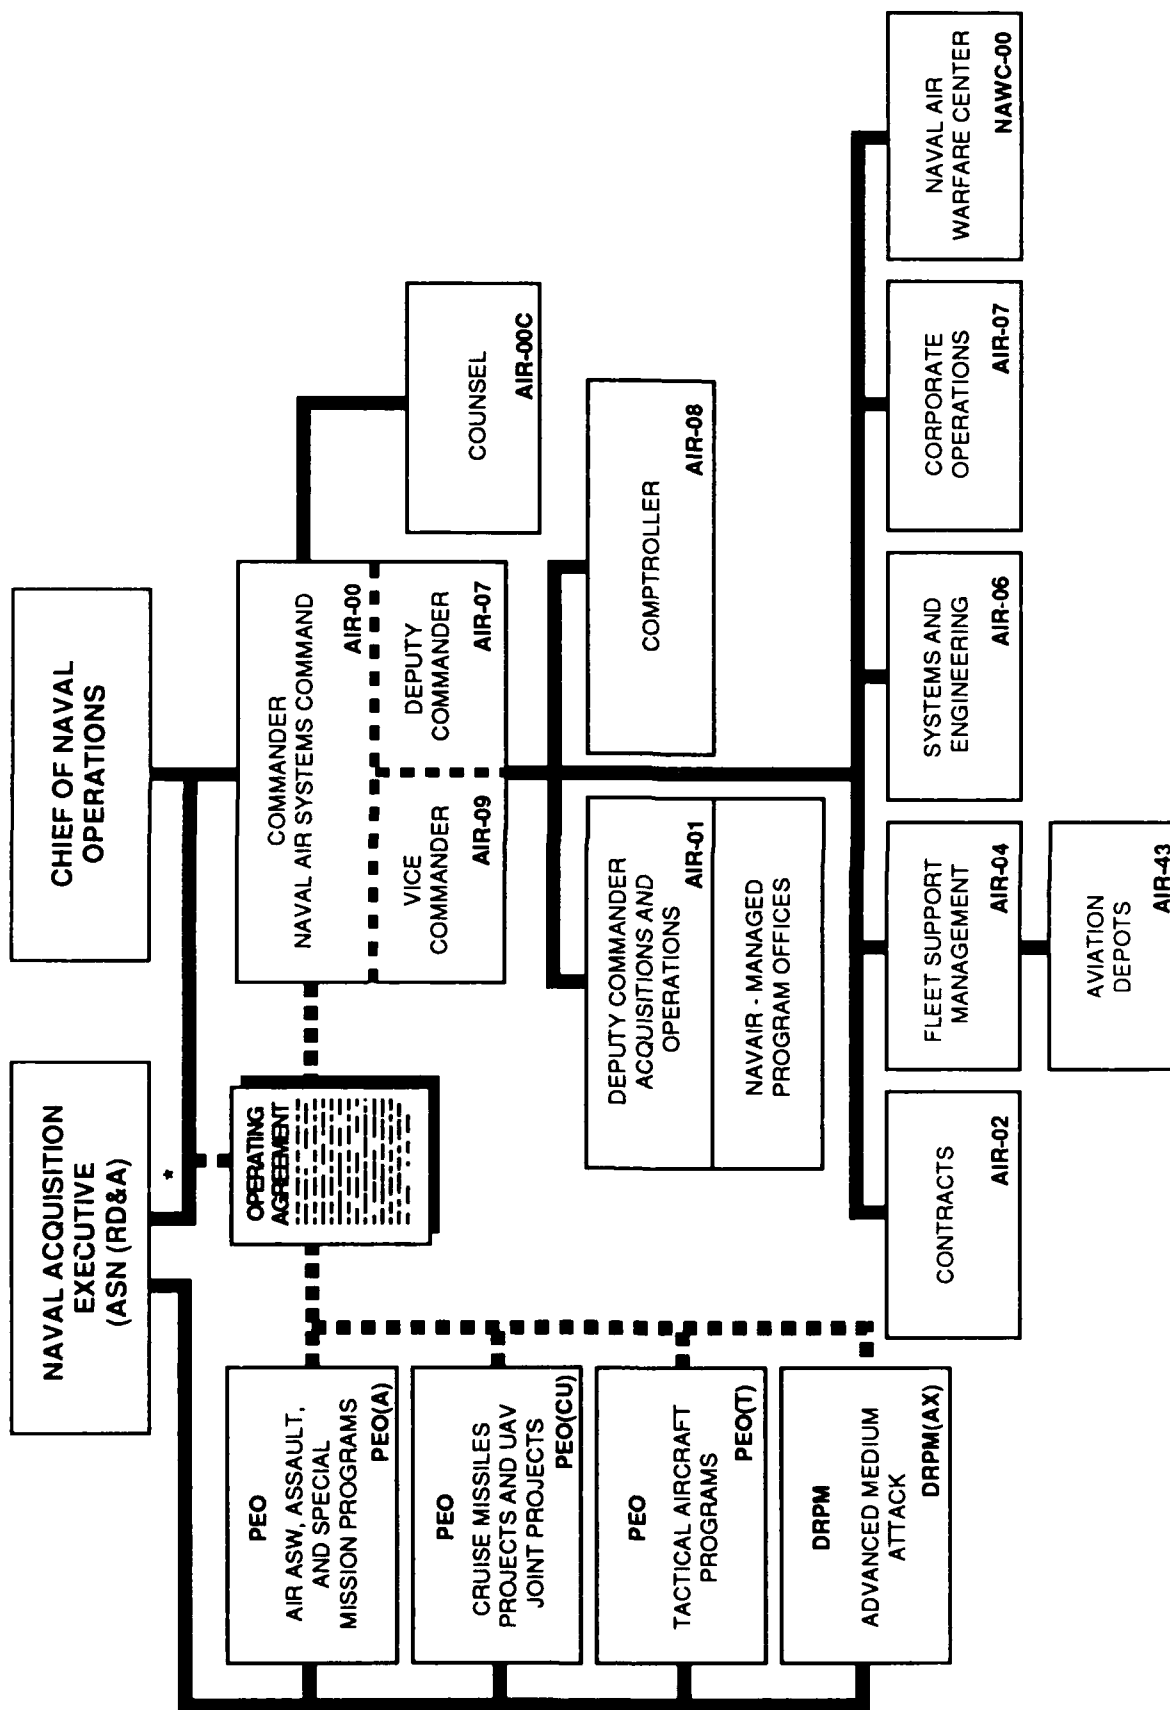 NAVAL ACQUISITION
EXECUTIVE
(ASN (RD&A)
*
CHIEF OF NAVAL
OPERATIONS
OPERATING
AGREEMENT
COMMANDER
NAVAL AIR SYSTEMS COMMAND
AIR-00
VICE
COMMANDER
AIR-09
DEPUTY
COMMANDER
AIR-07
COUNSEL
AIR-00C
PEO
AIR ASW, ASSAULT,
AND SPECIAL
MISSION PROGRAMS
PEO(A)
PEO
CRUISE MISSILES
PROJECTS AND UAV
JOINT PROJECTS
PEO(CU)
PEO
TACTICAL AIRCRAFT
PROGRAMS
PEO(T)
DRPM
ADVANCED MEDIUM
ATTACK
DRPM(AX)
DEPUTY COMMANDER
ACQUISITIONS AND
OPERATIONS
AIR-01
NAVAIR - MANAGED
PROGRAM OFFICES
COMPTROLLER
AIR-08
CONTRACTS
AIR-02
FLEET SUPPORT
MANAGEMENT
AIR-04
SYSTEMS AND
ENGINEERING
AIR-06
CORPORATE
OPERATIONS
AIR-07
NAVAL AIR
WARFARE CENTER
NAWC-00
AVIATION
DEPOTS
AIR-43